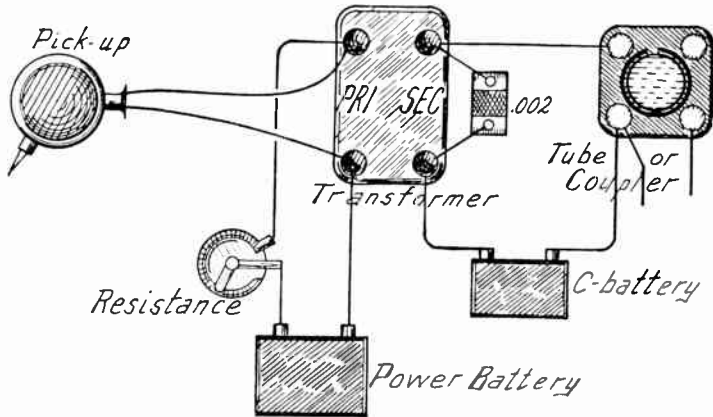 Pick-up
PRI SEC
.002
Tube or
Coupler
Transformer
C-battery
Resistance
Power Battery